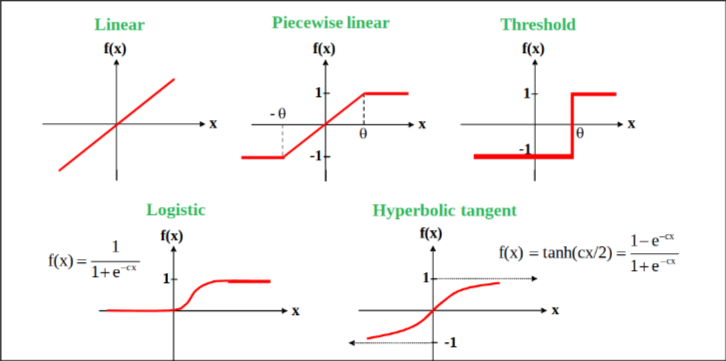 Linear
f(x)
x
Piecewise linear
f(x)
1
- θ
x
θ
-1
Threshold
f(x)
1
x
θ
-1
Logistic
f(x) = 1 / 1+e^{-cx}
f(x)
1
x
Hyperbolic tangent
f(x)
1
x
-1
f(x) = tanh(cx/2) = 1-e^{-cx} / 1+e^{-cx}